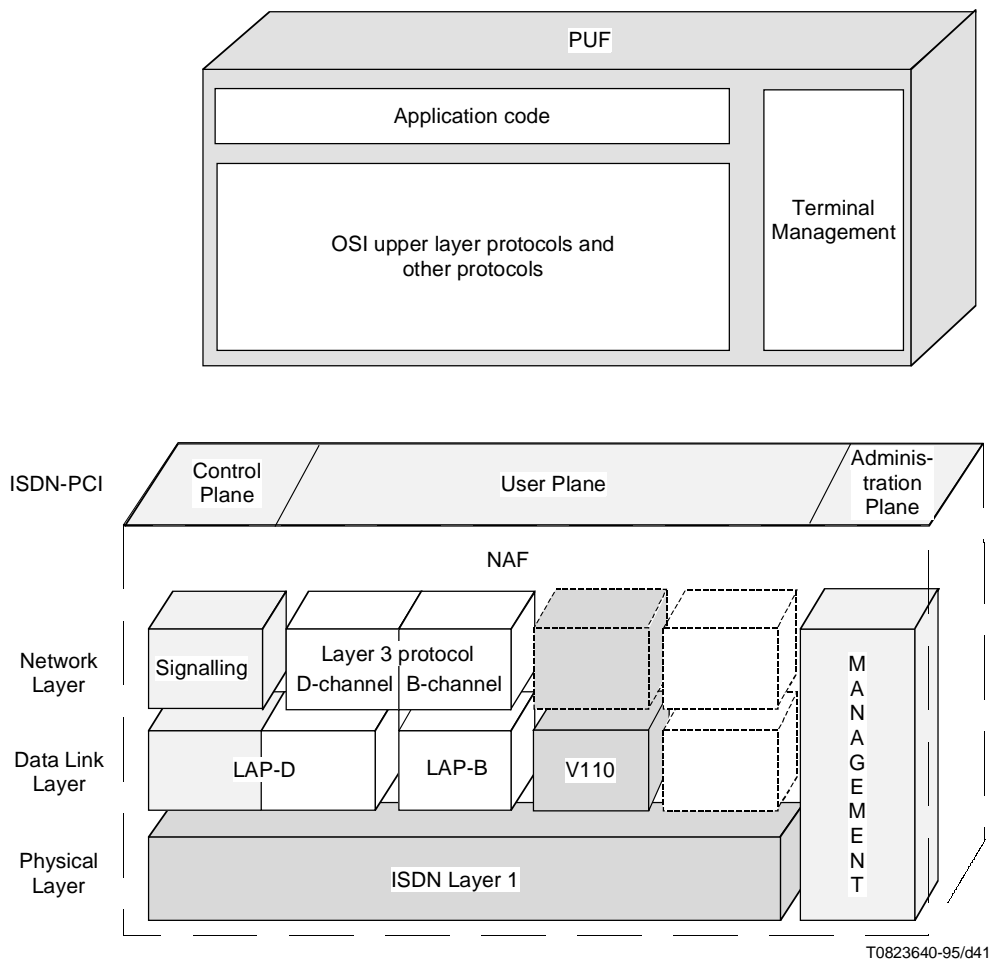 PUF
Application code
OSI upper layer protocols and
other protocols
Terminal
Management
ISDN-PCI
Control
Plane
User Plane
Adminis-
tration
Plane
NAF
Network
Layer
Signalling
Layer 3 protocol
D-channel B-channel
Data Link
Layer
LAP-D
LAP-B
V110
Physical
Layer
ISDN Layer 1
M
A
N
A
G
E
M
E
N
T
T0823640-95/d41